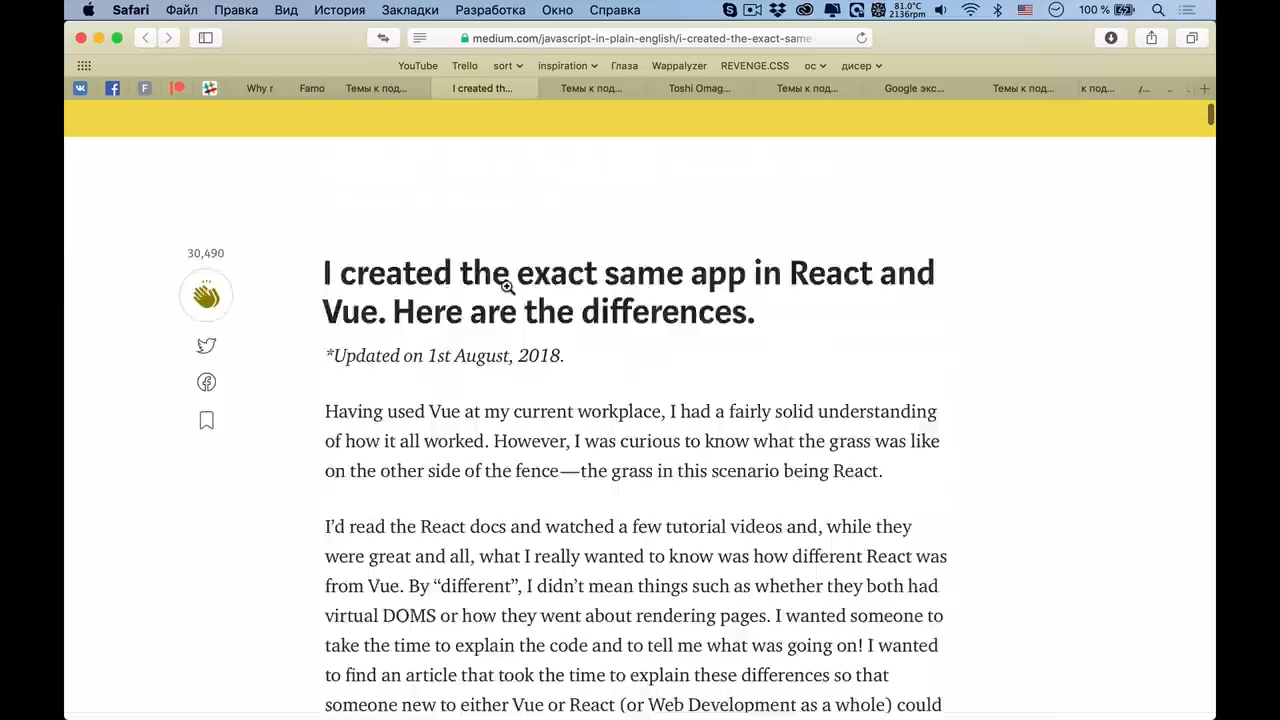 Safari Файл Правка Вид История Закладки Разработка Окно Справка 81.0°C 2136rpm 100 %
medium.com/javascript-in-plain-english/i-created-the-exact-same
YouTube Trello sort inspiration Глаза Wappalyzer REVENGE.CSS ос дисер
F Why r Famo Темы к под... I created th... Темы к под... Toshi Omag... Темы к под... Google экс... Темы к под... к под... /... .. .
30,490
I created the exact same app in React and
Vue. Here are the differences.
*Updated on 1st August, 2018.
Having used Vue at my current workplace, I had a fairly solid understanding
of how it all worked. However, I was curious to know what the grass was like
on the other side of the fence—the grass in this scenario being React.
I’d read the React docs and watched a few tutorial videos and, while they
were great and all, what I really wanted to know was how different React was
from Vue. By “different”, I didn’t mean things such as whether they both had
virtual DOMS or how they went about rendering pages. I wanted someone to
take the time to explain the code and to tell me what was going on! I wanted
to find an article that took the time to explain these differences so that
someone new to either Vue or React (or Web Development as a whole) could